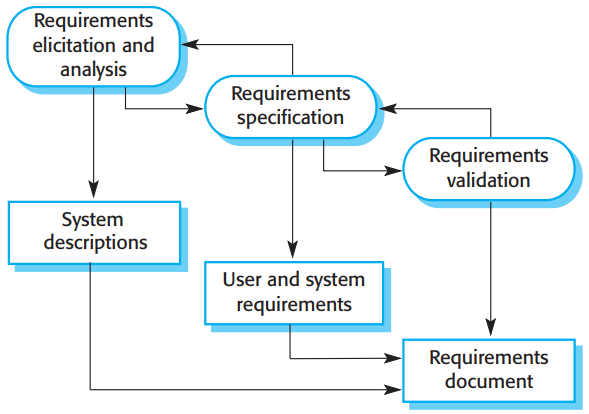 Requirements
elicitation and
analysis
Requirements
specification
Requirements
validation
System
descriptions
User and system
requirements
Requirements
document